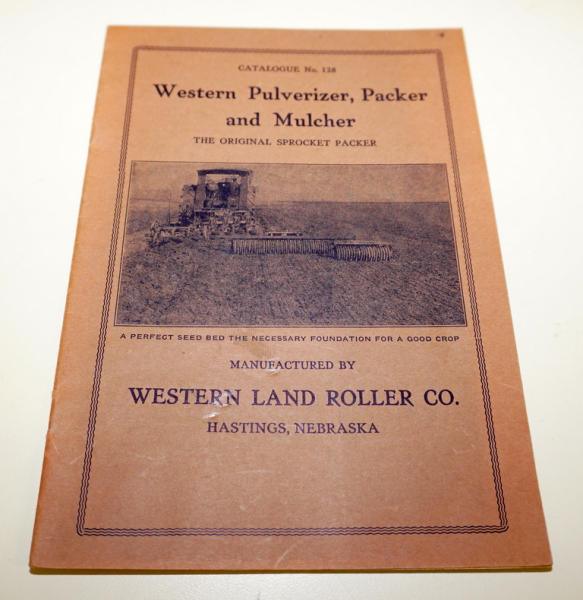 CATALOGUE No. 128
Western Pulverizer, Packer
and Mulcher
THE ORIGINAL SPROCKET PACKER
A PERFECT SEED BED THE NECESSARY FOUNDATION FOR A GOOD CROP
MANUFACTURED BY
WESTERN LAND ROLLER CO.
HASTINGS, NEBRASKA